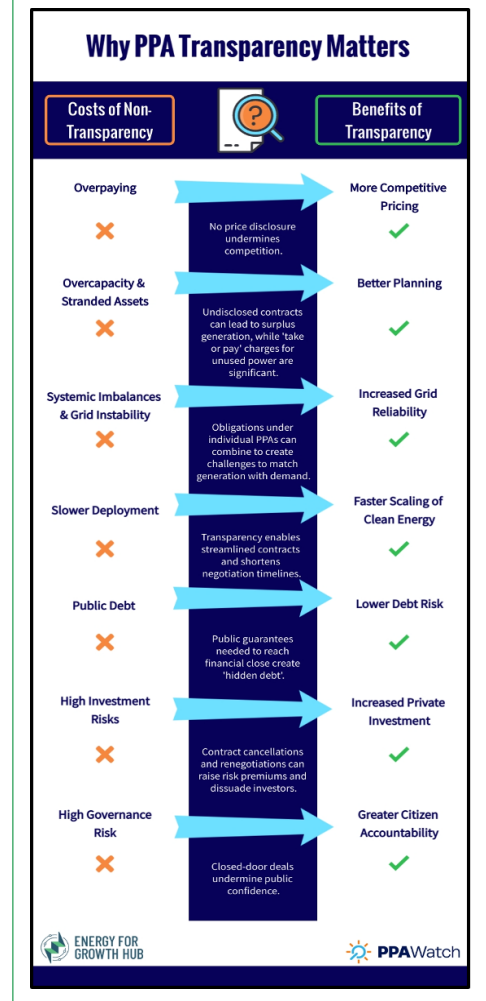 Why PPA Transparency Matters
Costs of Non-
Transparency
?
Benefits of
Transparency
Overpaying
More Competitive
Pricing
No price disclosure
undermines
competition.
Overcapacity &
Stranded Assets
Better Planning
Undisclosed contracts
can lead to surplus
generation, while 'take
or pay' charges for
unused power are
significant.
Systemic Imbalances
& Grid Instability
Increased Grid
Reliability
Obligations under
individual PPAs can
combine to create
challenges to match
generation with demand.
Slower Deployment
Faster Scaling of
Clean Energy
Transparency enables
streamlined contracts
and shortens
negotiation timelines.
Public Debt
Lower Debt Risk
Public guarantees
needed to reach
financial close create
'hidden debt'.
High Investment
Risks
Increased Private
Investment
Contract cancellations
and renegotiations can
raise risk premiums and
dissuade investors.
High Governance
Risk
Greater Citizen
Accountability
Closed-door deals
undermine public
confidence.
ENERGY FOR
GROWTH HUB
PPAWatch